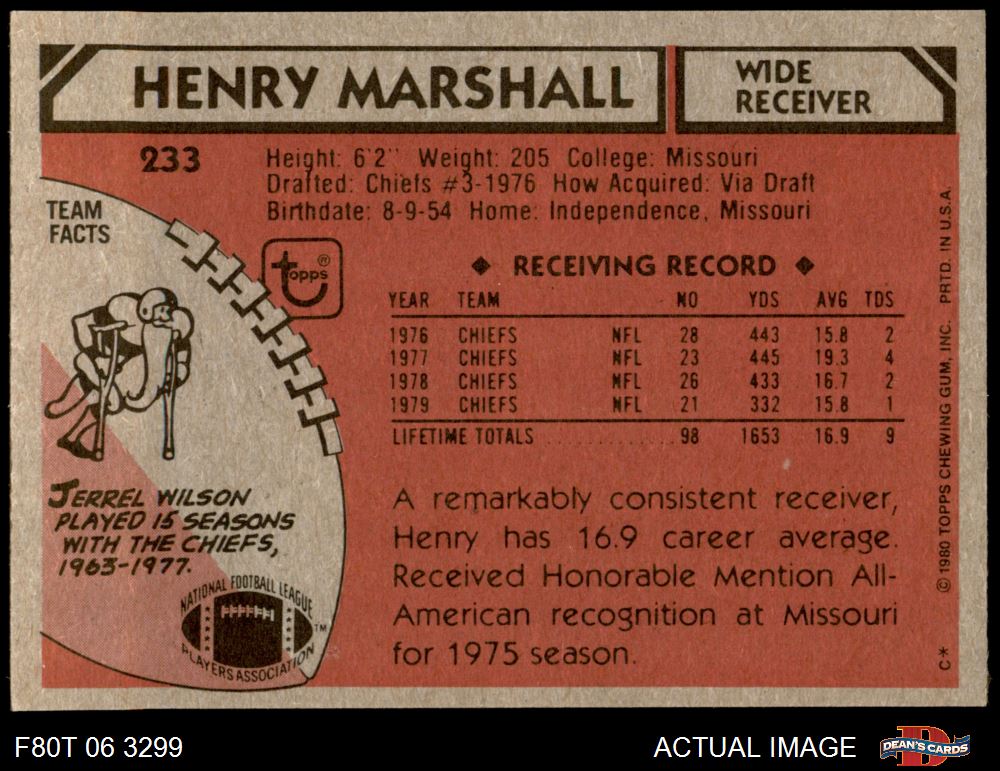 HENRY MARSHALL
WIDE
RECEIVER
233
Height: 6'2" Weight: 205 College: Missouri
Drafted: Chiefs #3-1976 How Acquired: Via Draft
Birthdate: 8-9-54 Home: Independence, Missouri
TEAM
FACTS
topps ®
◆ RECEIVING RECORD ◆
YEAR TEAM NO YDS AVG TDS
1976 CHIEFS NFL 28 443 15.8 2
1977 CHIEFS NFL 23 445 19.3 4
1978 CHIEFS NFL 26 433 16.7 2
1979 CHIEFS NFL 21 332 15.8 1
LIFETIME TOTALS ............ 98 1653 16.9 9
JERREL WILSON
PLAYED 15 SEASONS
WITH THE CHIEFS,
1963-1977.
NATIONAL FOOTBALL LEAGUE
PLAYERS ASSOCIATION
TM
A remarkably consistent receiver,
Henry has 16.9 career average.
Received Honorable Mention All-
American recognition at Missouri
for 1975 season.
C* © 1980 TOPPS CHEWING GUM, INC. PRTD. IN U.S.A.
F80T 06 3299
ACTUAL IMAGE
DEAN'S CARDS